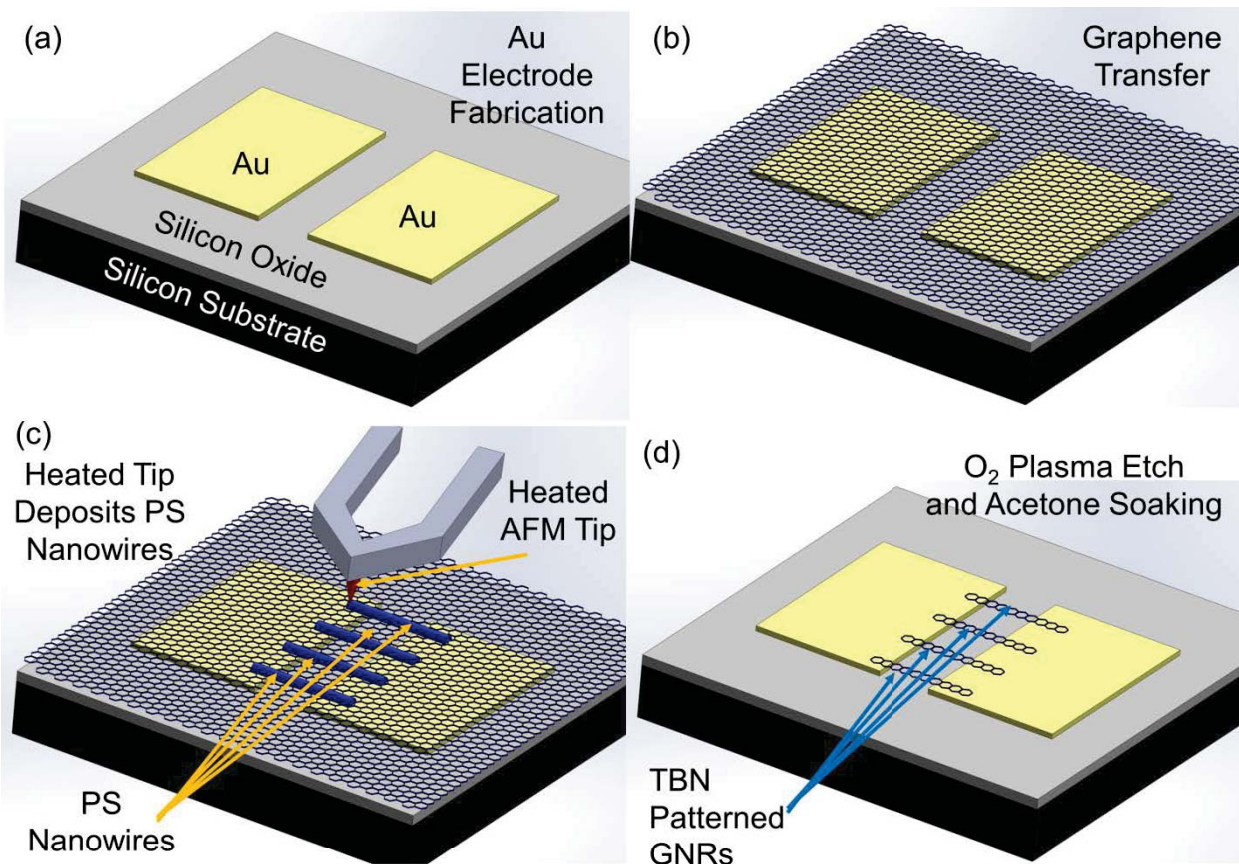 (a)
Au
Electrode
Fabrication
Au
Au
Silicon Oxide
Silicon Substrate
(b)
Graphene
Transfer
(c)
Heated Tip
Deposits PS
Nanowires
Heated
AFM Tip
PS
Nanowires
(d)
O₂ Plasma Etch
and Acetone Soaking
TBN
Patterned
GNRs